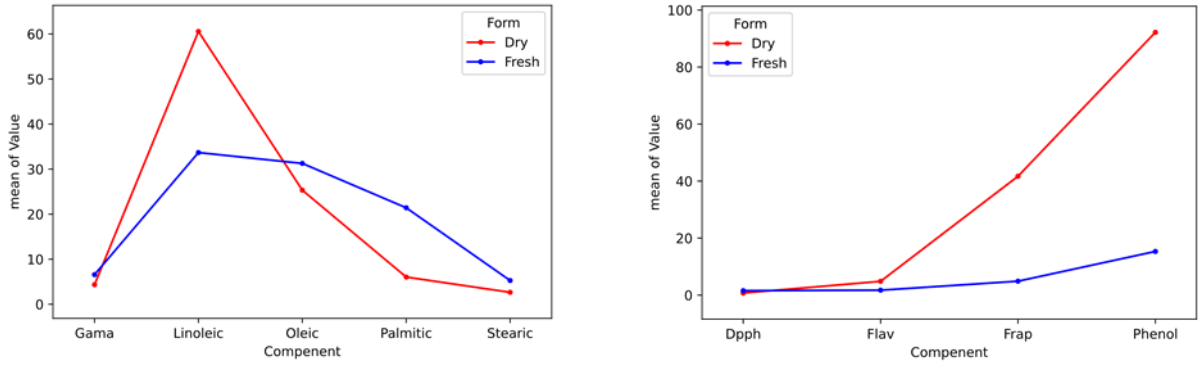 60
50
40
30
20
10
0
mean of Value
Form
Dry
Fresh
Gama
Linoleic
Oleic
Palmitic
Stearic
Compenent
100
80
60
40
20
0
mean of Value
Form
Dry
Fresh
Dpph
Flav
Frap
Phenol
Compenent